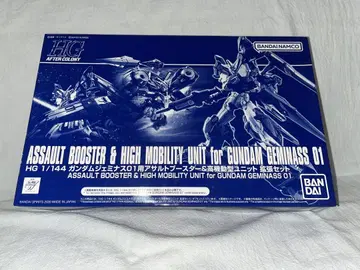 HG
AFTER COLONY
BANDAI NAMCO
ASSAULT BOOSTER & HIGH MOBILITY UNIT for GUNDAM GEMINASS 01
HG 1/144 ガンダムジェミナス01用アサルトブースター&高機動型ユニット 拡張セット
ASSAULT BOOSTER & HIGH MOBILITY UNIT for GUNDAM GEMINASS 01
BAN
DAI